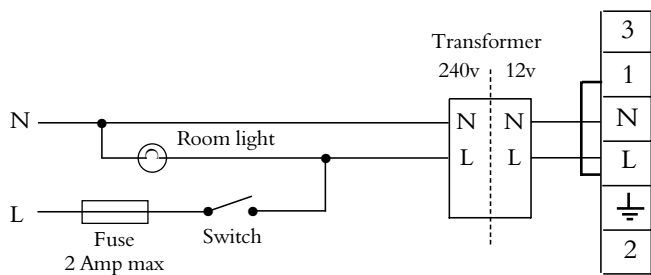 Transformer
240v 12v
3
1
N
N N
N
Room light
L L
L
L
Fuse
2 Amp max
Switch
2